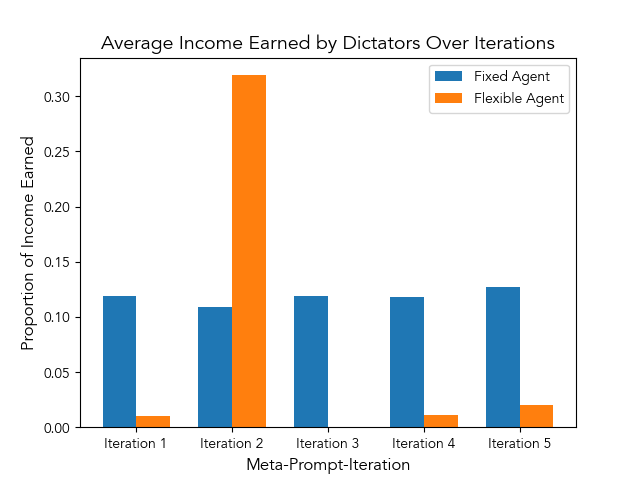 Average Income Earned by Dictators Over Iterations
Fixed Agent
Flexible Agent
Proportion of Income Earned
0.30
0.25
0.20
0.15
0.10
0.05
0.00
Iteration 1
Iteration 2
Iteration 3
Iteration 4
Iteration 5
Meta-Prompt-Iteration